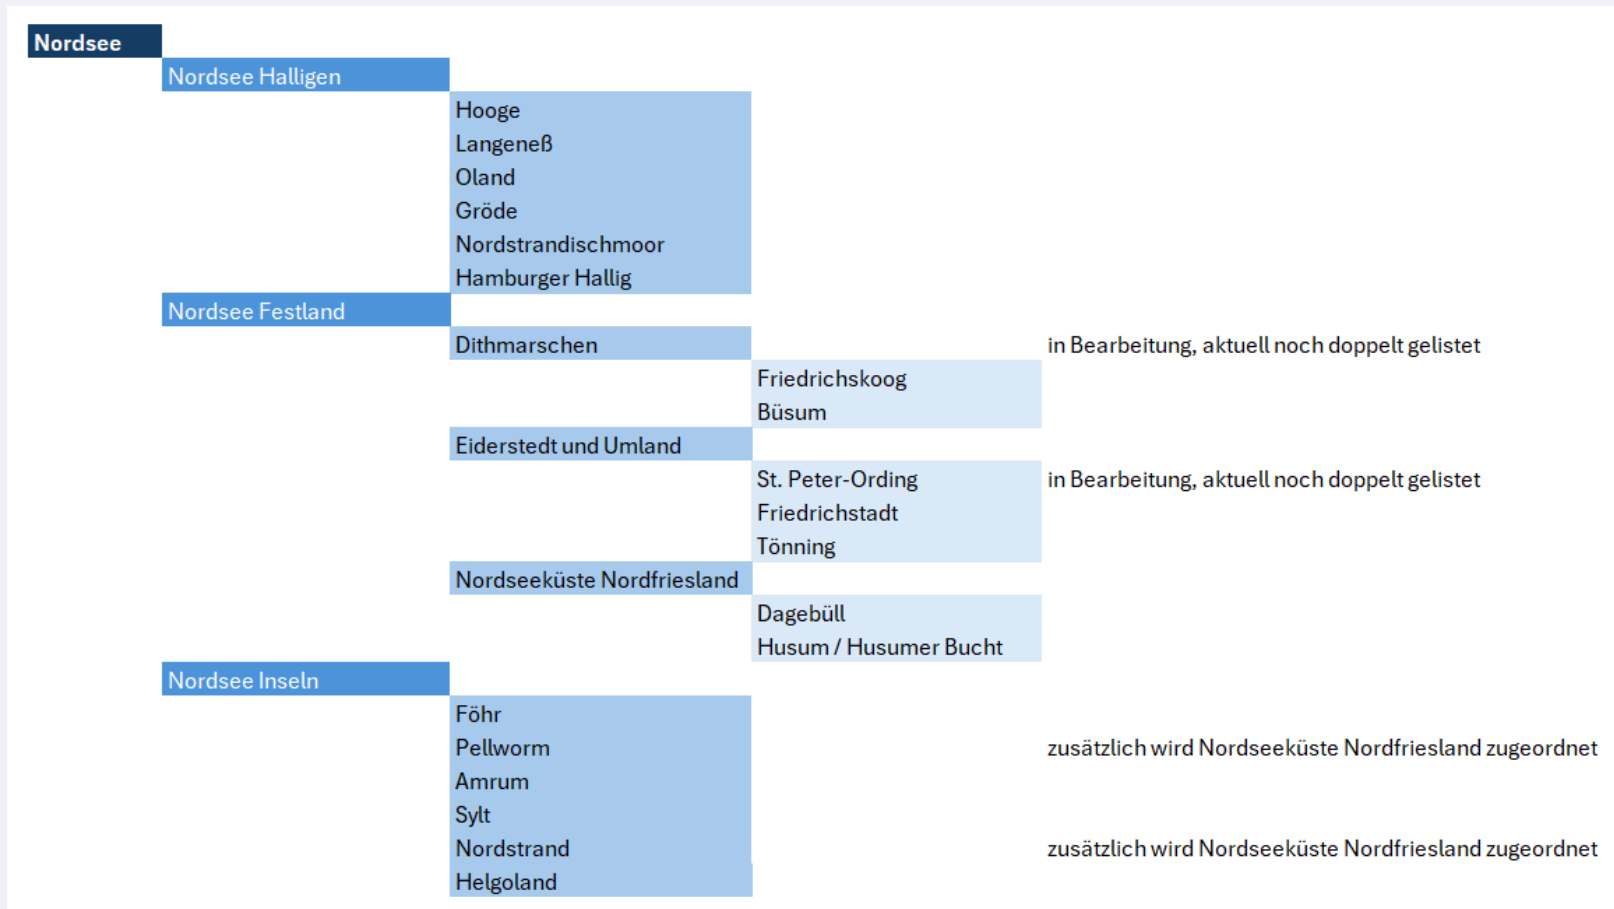 Nordsee
Nordsee Halligen
Hooge
Langeneß
Oland
Gröde
Nordstrandischmoor
Hamburger Hallig
Nordsee Festland
Dithmarschen in Bearbeitung, aktuell noch doppelt gelistet
Friedrichskoog
Büsum
Eiderstedt und Umland
St. Peter-Ording in Bearbeitung, aktuell noch doppelt gelistet
Friedrichstadt
Tönning
Nordseeküste Nordfriesland
Dagebüll
Husum / Husumer Bucht
Nordsee Inseln
Föhr
Pellworm zusätzlich wird Nordseeküste Nordfriesland zugeordnet
Amrum
Sylt
Nordstrand zusätzlich wird Nordseeküste Nordfriesland zugeordnet
Helgoland